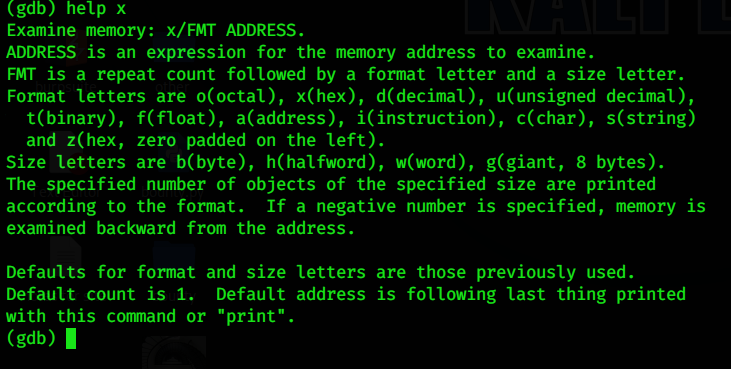 (gdb) help x
Examine memory: x/FMT ADDRESS.
ADDRESS is an expression for the memory address to examine.
FMT is a repeat count followed by a format letter and a size letter.
Format letters are o(octal), x(hex), d(decimal), u(unsigned decimal),
  t(binary), f(float), a(address), i(instruction), c(char), s(string)
  and z(hex, zero padded on the left).
Size letters are b(byte), h(halfword), w(word), g(giant, 8 bytes).
The specified number of objects of the specified size are printed
according to the format.  If a negative number is specified, memory is
examined backward from the address.

Defaults for format and size letters are those previously used.
Default count is 1.  Default address is following last thing printed
with this command or "print".
(gdb)